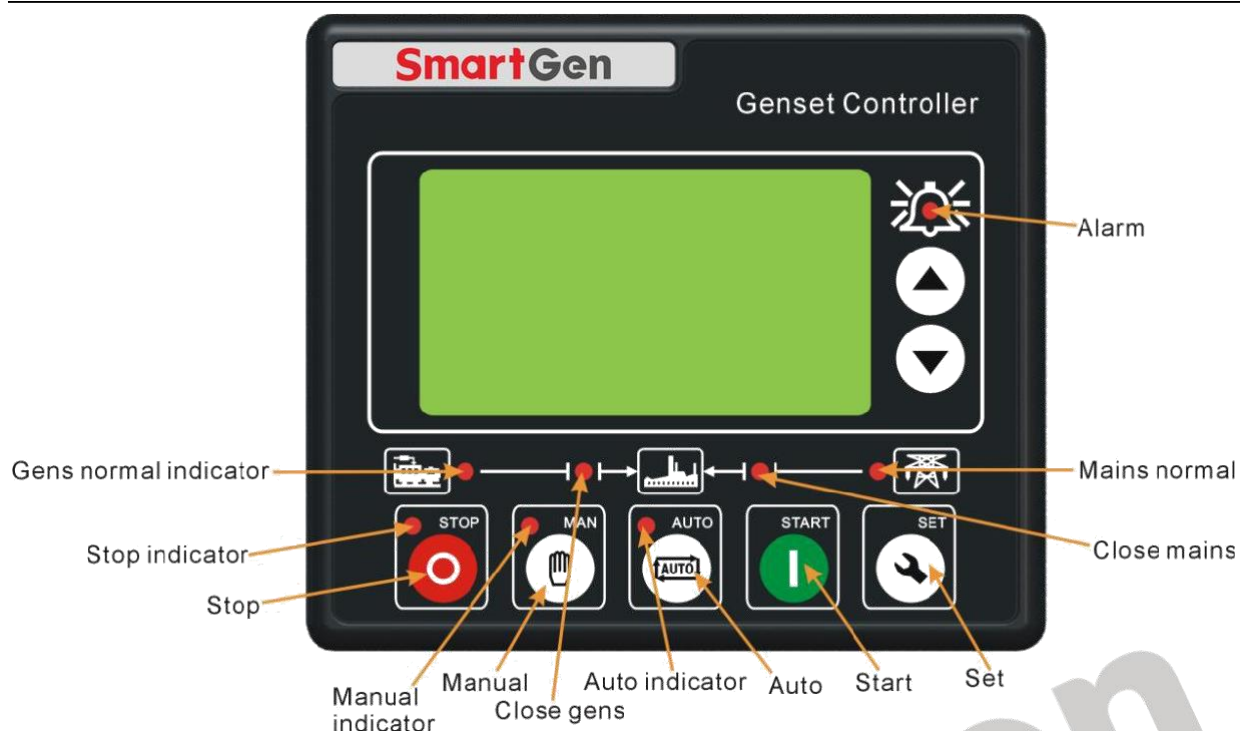 SmartGen
Genset Controller
Alarm
Gens normal indicator
Mains normal
STOP
MAN
AUTO
START
SET
Stop indicator
AUTO
Close mains
Stop
Manual
indicator
Manual
Close gens
Auto indicator
Auto
Start
Set